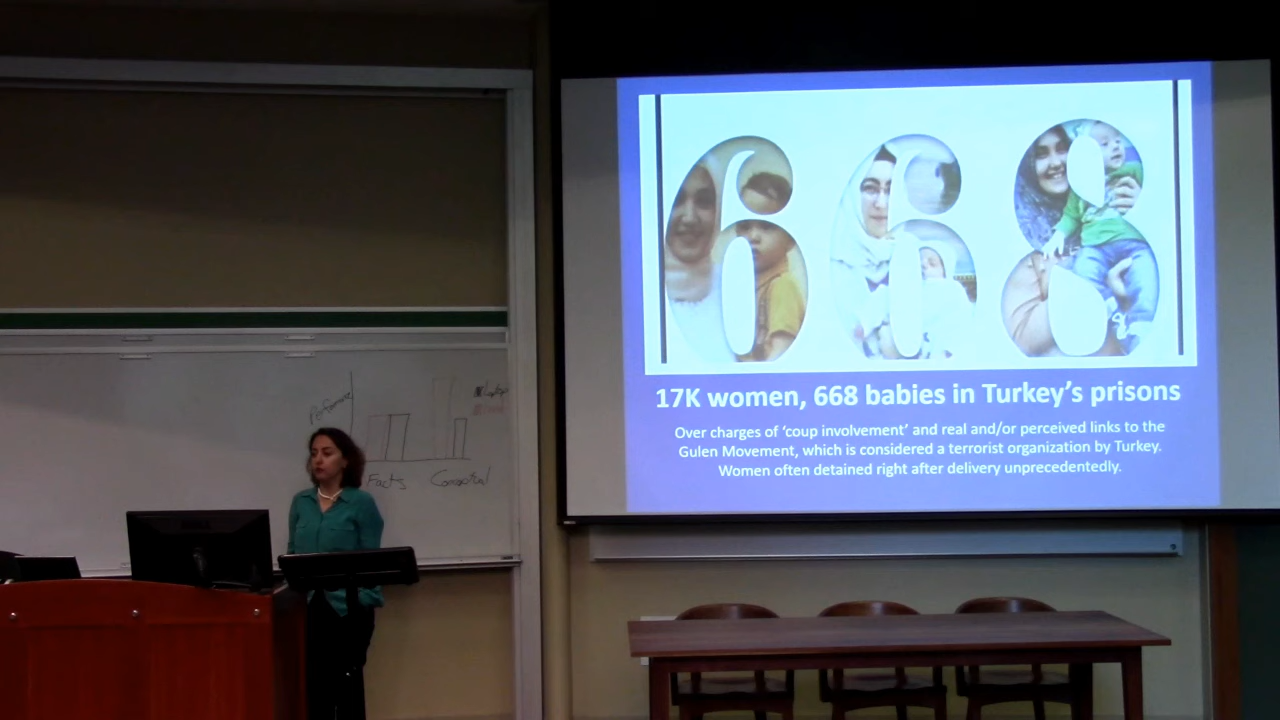 668
17K women, 668 babies in Turkey's prisons
Over charges of 'coup involvement' and real and/or perceived links to the
Gulen Movement, which is considered a terrorist organization by Turkey.
Women often detained right after delivery unprecedentedly.
Facts